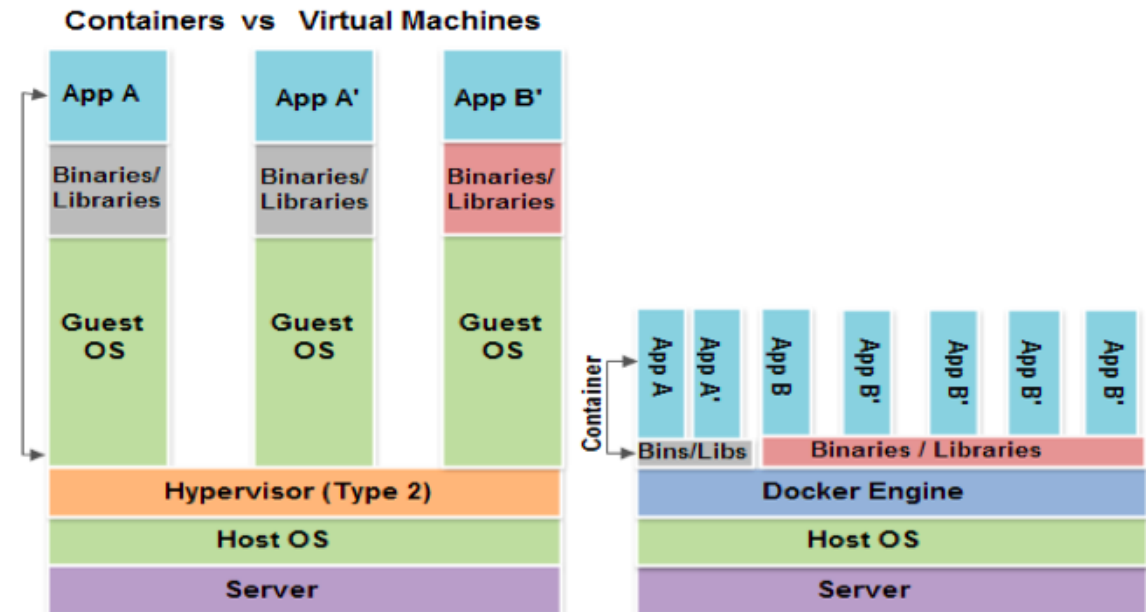 Containers vs Virtual Machines
App A
App A'
App B'
Binaries/
Libraries
Binaries/
Libraries
Binaries/
Libraries
Guest
OS
Guest
OS
Guest
OS
Hypervisor (Type 2)
Host OS
Server
Container
App A
App A'
App B
App B'
App B'
App B'
App B'
Bins/Libs
Binaries / Libraries
Docker Engine
Host OS
Server